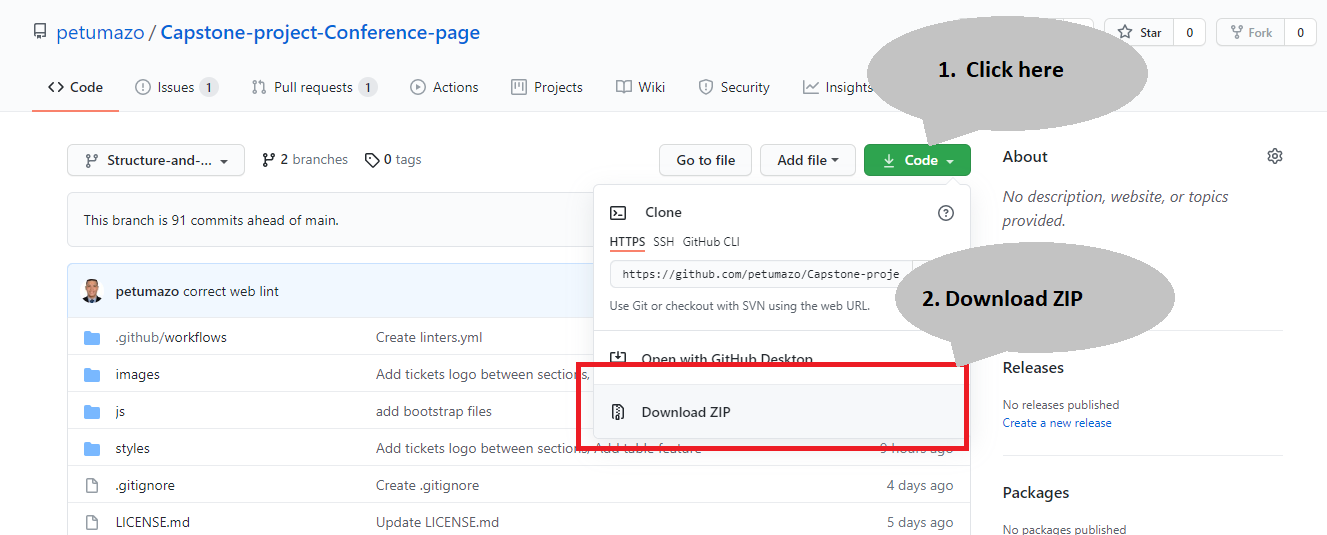 petumazo / Capstone-project-Conference-page
Star 0
Fork 0
1. Click here
Code
Issues 1
Pull requests 1
Actions
Projects
Wiki
Security
Insights
Structure-and-...
2 branches
0 tags
Go to file
Add file
Code
About
No description, website, or topics
provided.
This branch is 91 commits ahead of main.
Clone
HTTPS SSH GitHub CLI
https://github.com/petumazo/Capstone-proje
Use Git or checkout with SVN using the web URL.
2. Download ZIP
Open with GitHub Desktop
Download ZIP
petumazo correct web lint
.github/workflows Create linters.yml
images Add tickets logo between sections,
js add bootstrap files
styles Add tickets logo between sections, Add table feature 9 hours ago
.gitignore Create .gitignore 4 days ago
LICENSE.md Update LICENSE.md 5 days ago
Releases
No releases published
Create a new release
Packages
No packages published